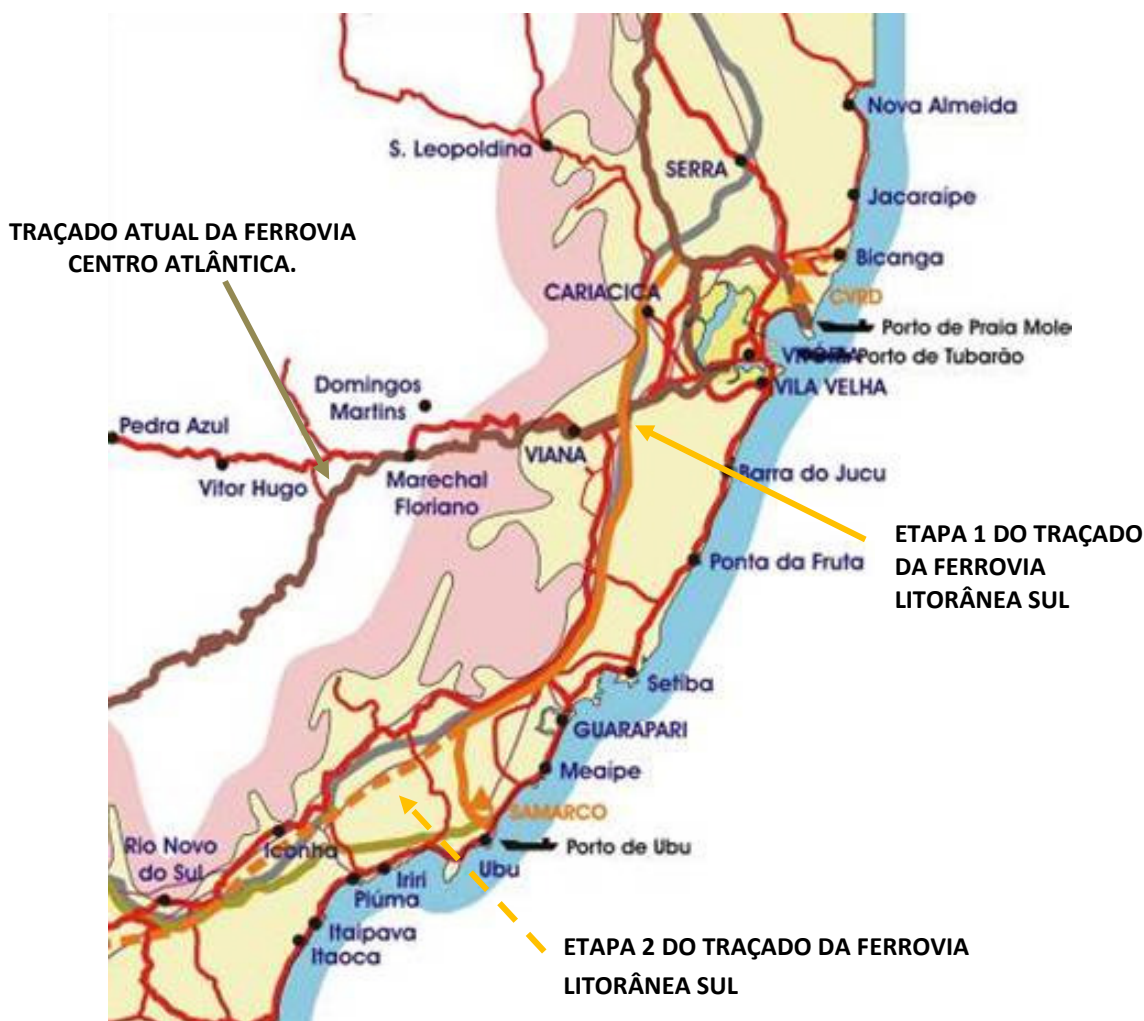 Nova Almeida
S. Leopoldina
SERRA
Jacaraipe
TRAÇADO ATUAL DA FERROVIA
CENTRO ATLÂNTICA.
Bicanga
CARIACICA
CVRD
Porto de Praia Mole
VITÓRIA
Porto de Tubarão
VILA VELHA
Domingos
Martins
Pedra Azul
VIANA
Vitor Hugo
Marechal
Floriano
Barra do Jucu
ETAPA 1 DO TRAÇADO
DA FERROVIA
LITORÂNEA SUL
Ponta da Fruta
Setiba
GUARAPARI
Meaipe
SAMARCO
Rio Novo
do Sul
Iconha
Porto de Ubu
Ubu
Iriri
Piúma
Itaipava
Itaoca
ETAPA 2 DO TRAÇADO DA FERROVIA
LITORÂNEA SUL